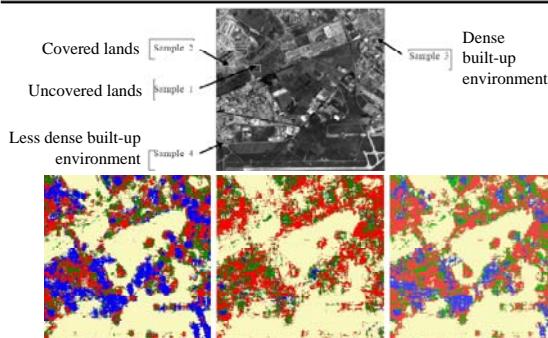 Covered lands
Sample 2
Uncovered lands
Sample 1
Less dense built-up
environment
Sample 4
Dense
built-up
environment
Sample 3